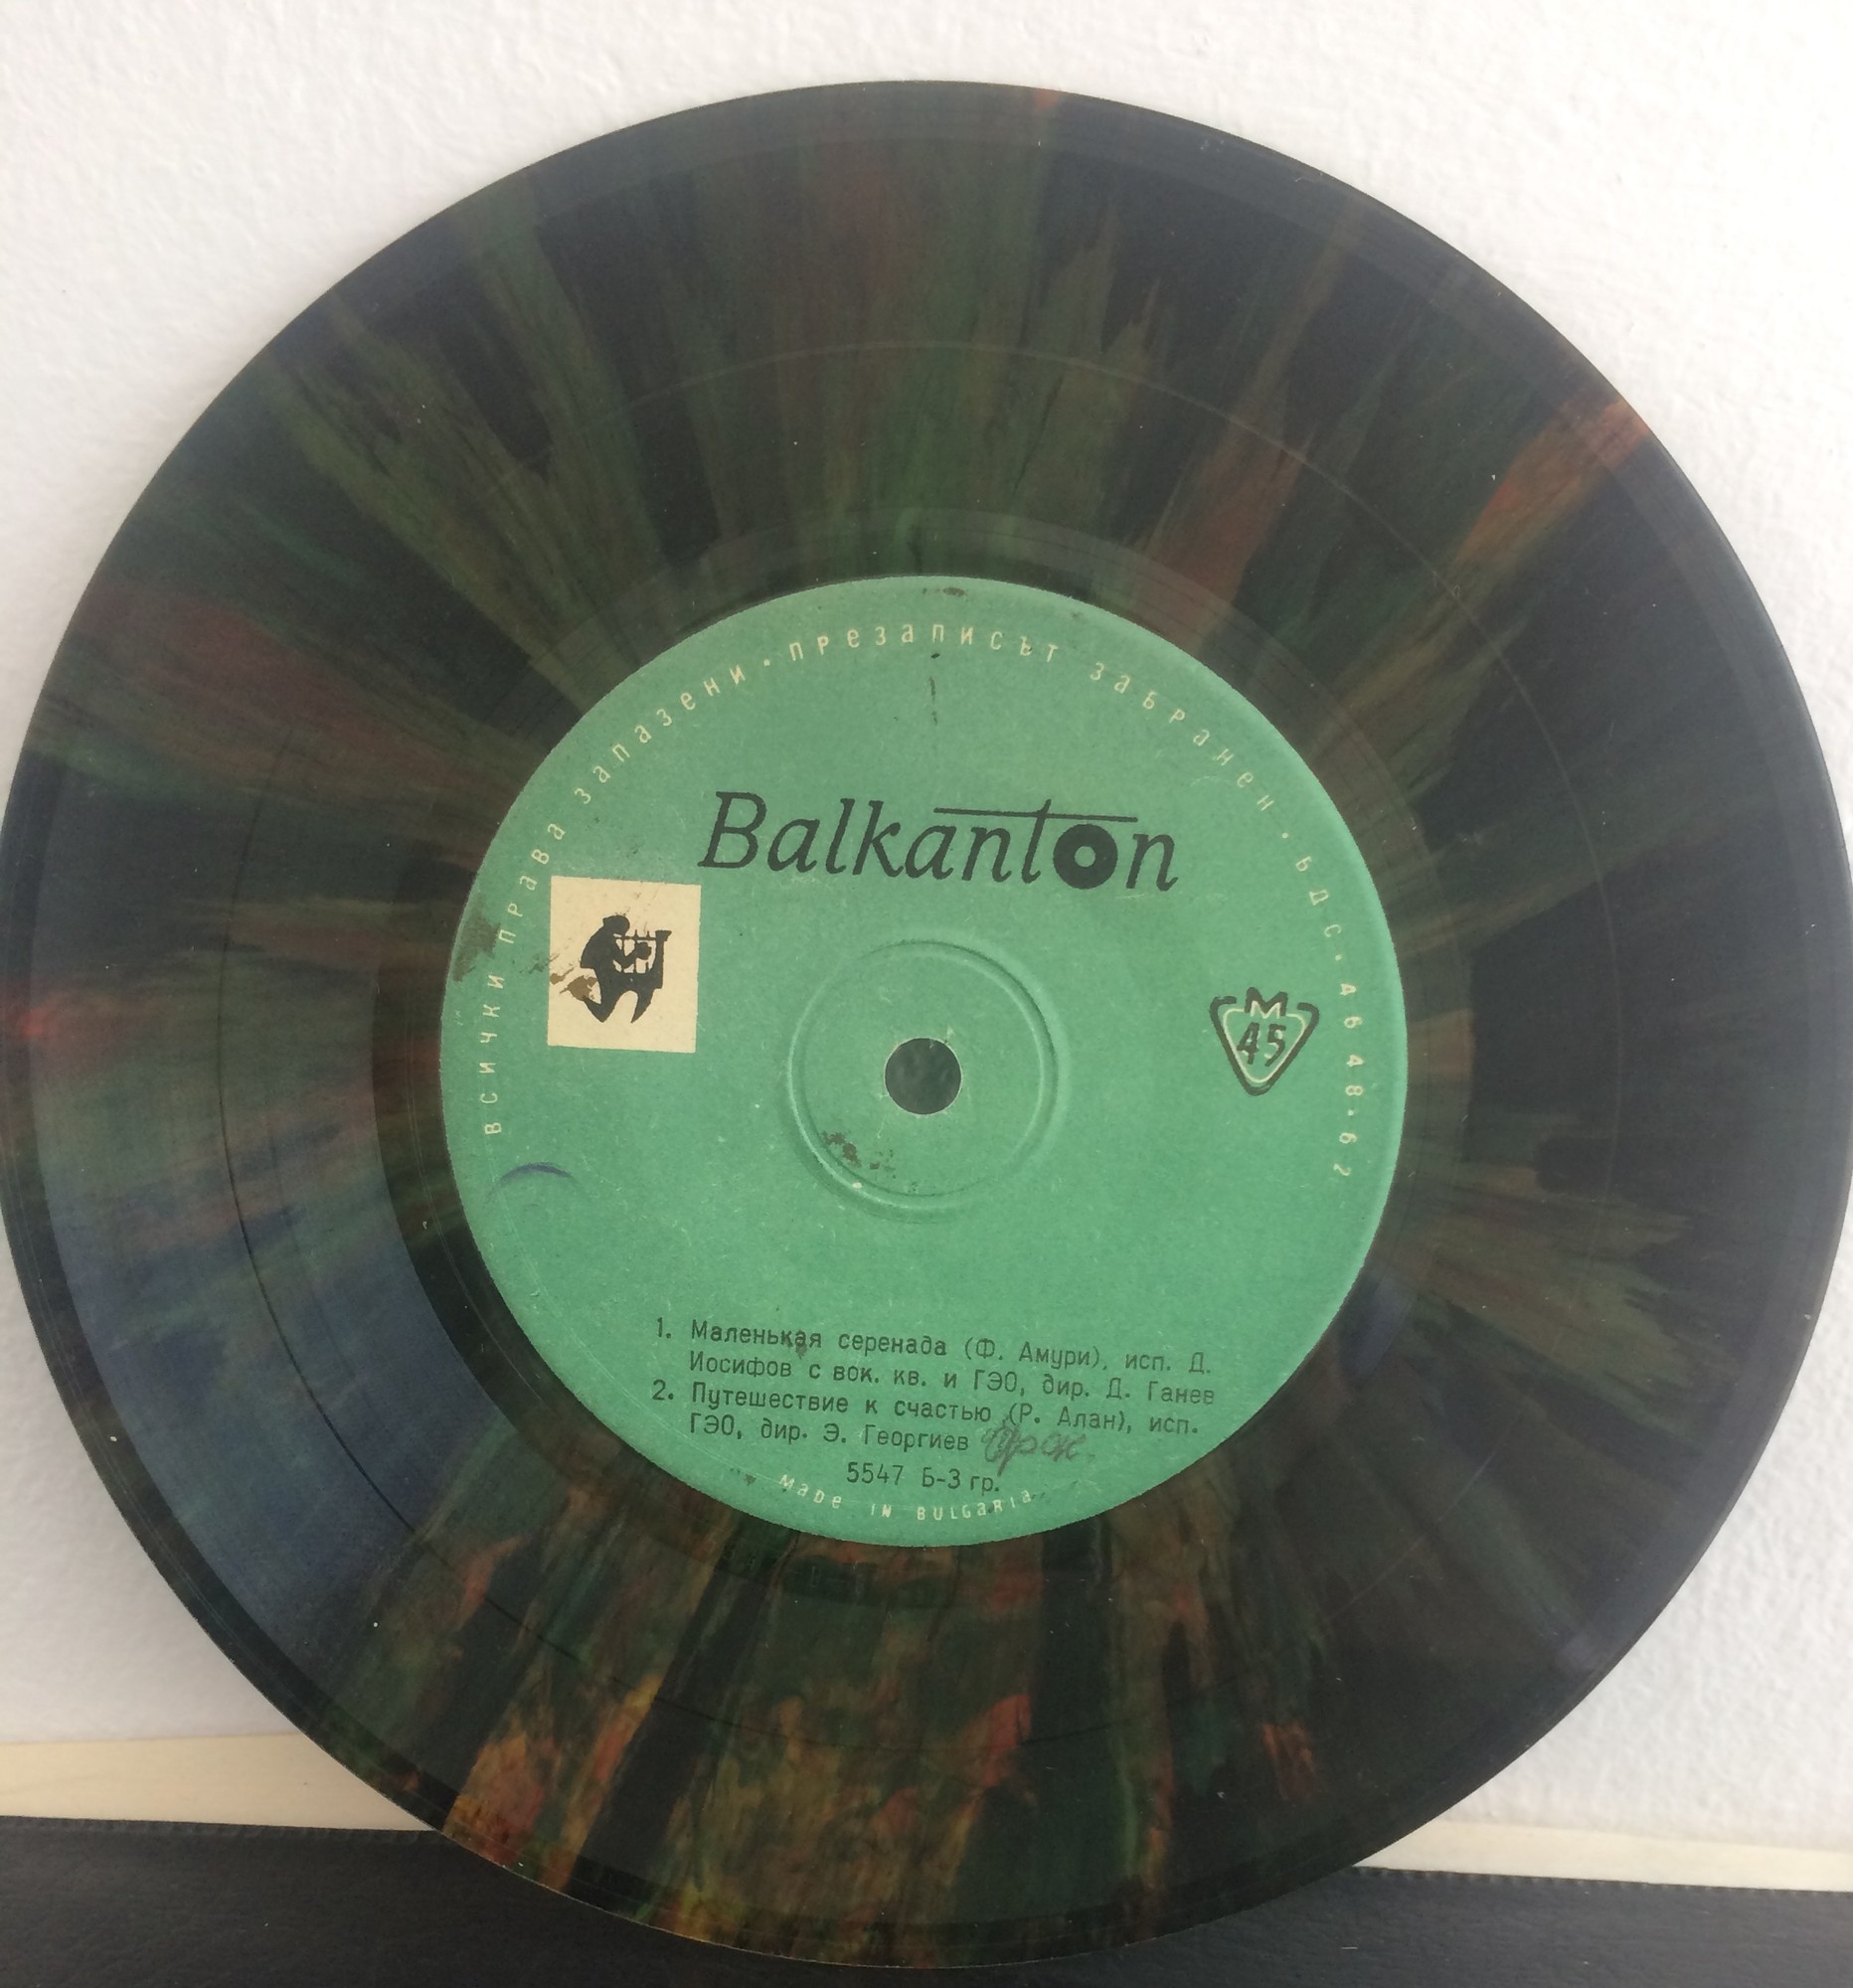 всички права запазени · презаписът забранен · бдс · 4648·62
Balkanton
M
45
1. Маленькая серенада (Ф. Амури), исп. Д.
Иосифов с вок. кв. и ГЭО, дир. Д. Ганев
2. Путешествие к счастью (Р. Алан), исп.
ГЭО, дир. Э. Георгиев
5547 Б-3 гр.
Made in Bulgaria